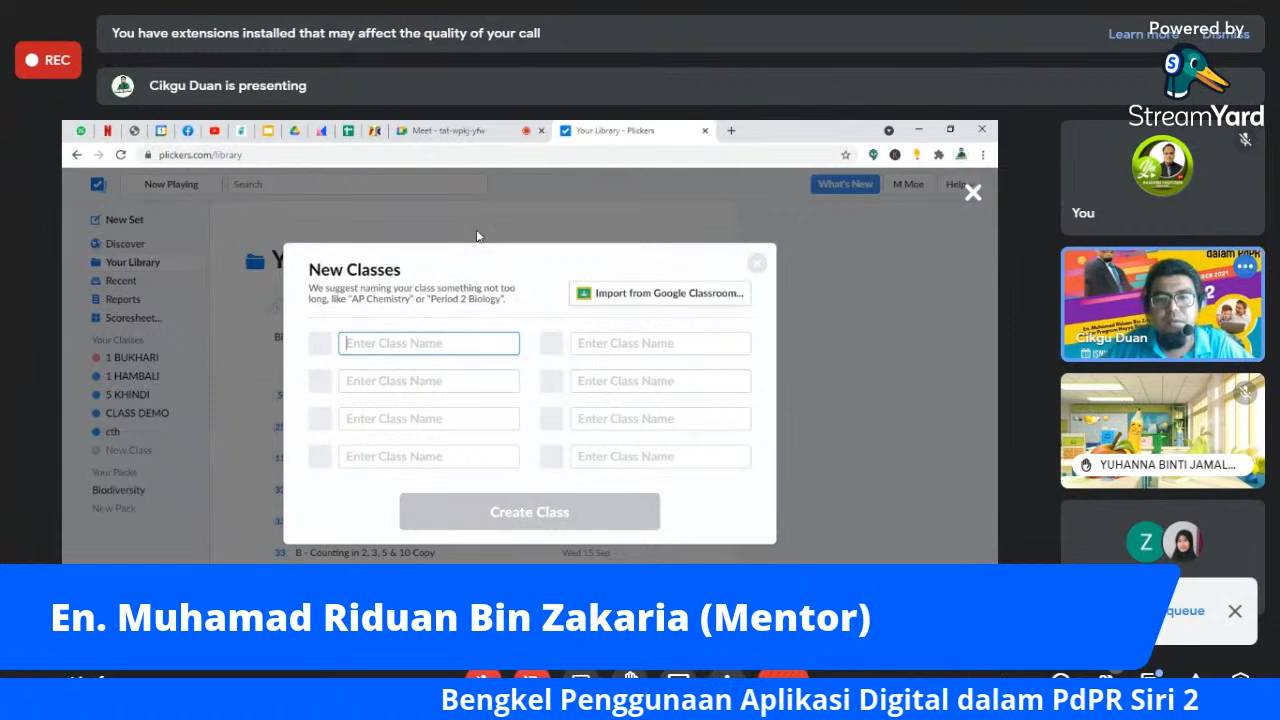 You have extensions installed that may affect the quality of your call
Learn more
Dismiss
Powered by
StreamYard
REC
Cikgu Duan is presenting
Meet - tat-wpkj-yfw
Your Library - Plickers
plickers.com/library
Now Playing
Search
What's New
M Moe
Help
New Set
Discover
Your Library
Recent
Reports
Scoresheet...
Your Classes
1 BUKHARI
1 HAMBALI
5 KHINDI
CLASS DEMO
cth
New Class
Your Packs
Biodiversity
New Pack
New Classes
We suggest naming your class something not too
long, like "AP Chemistry" or "Period 2 Biology".
Import from Google Classroom...
Enter Class Name Enter Class Name
Enter Class Name Enter Class Name
Enter Class Name Enter Class Name
Enter Class Name Enter Class Name
Create Class
33 B - Counting in 2, 3, 5 & 10 Copy Wed 15 Sep
You
dalam PdPR
2
Cikgu Duan
YUHANNA BINTI JAMAL...
Z
queue
En. Muhamad Riduan Bin Zakaria (Mentor)
Bengkel Penggunaan Aplikasi Digital dalam PdPR Siri 2